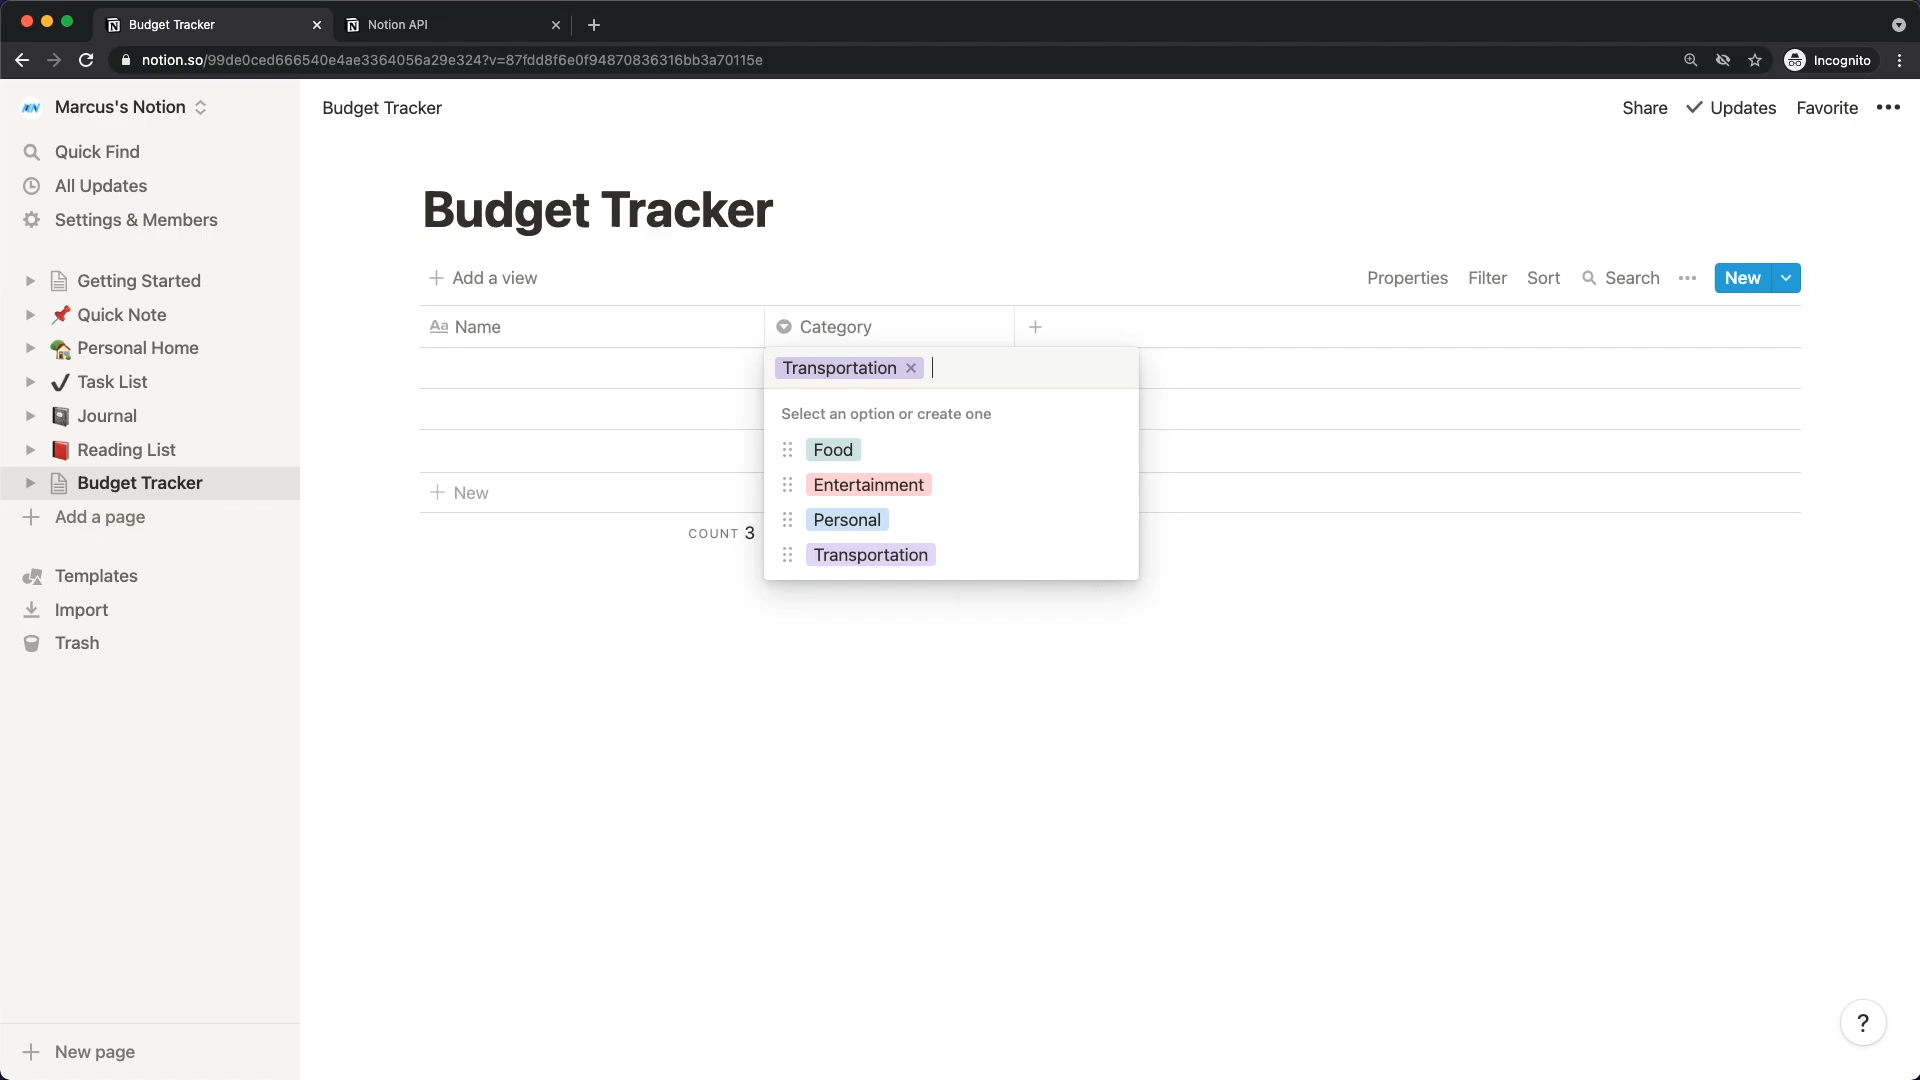 Budget Tracker
Notion API
notion.so/99de0ced666540e4ae3364056a29e324?v=87fdd8f6e0f94870836316bb3a70115e
Incognito
Marcus's Notion
Budget Tracker
Share
Updates
Favorite
Quick Find
All Updates
Settings & Members
Getting Started
Quick Note
Personal Home
Task List
Journal
Reading List
Budget Tracker
Add a page
Templates
Import
Trash
New page
Budget Tracker
Add a view
Properties
Filter
Sort
Search
New
Aa Name
Category
Transportation
Select an option or create one
Food
Entertainment
Personal
Transportation
New
COUNT 3
?